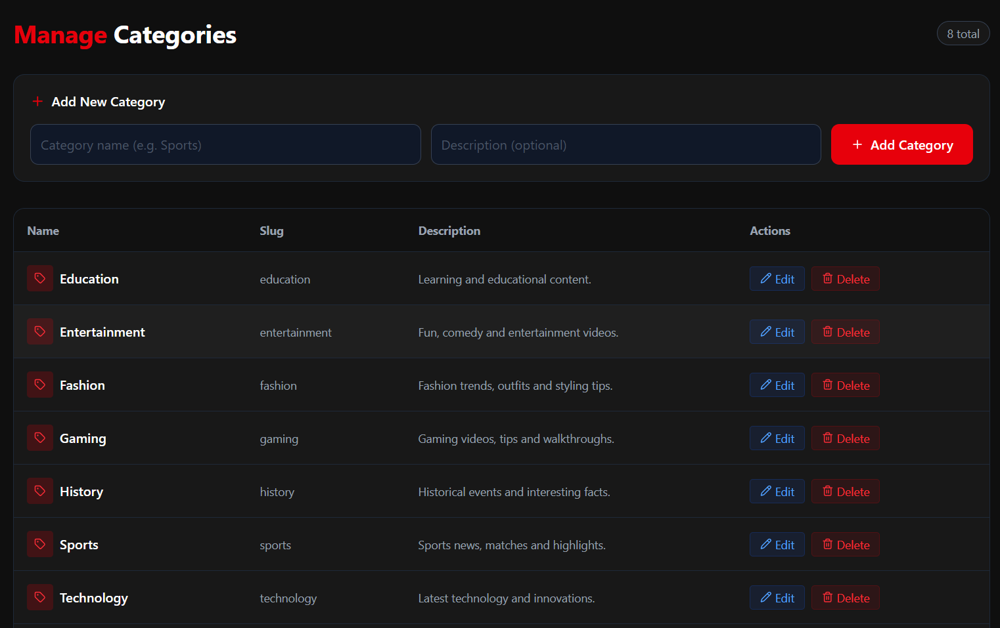 Manage Categories
8 total
Add New Category
Category name (e.g. Sports)
Description (optional)
Add Category
Name Slug Description Actions
Education education Learning and educational content. Edit Delete
Entertainment entertainment Fun, comedy and entertainment videos. Edit Delete
Fashion fashion Fashion trends, outfits and styling tips. Edit Delete
Gaming gaming Gaming videos, tips and walkthroughs. Edit Delete
History history Historical events and interesting facts. Edit Delete
Sports sports Sports news, matches and highlights. Edit Delete
Technology technology Latest technology and innovations. Edit Delete